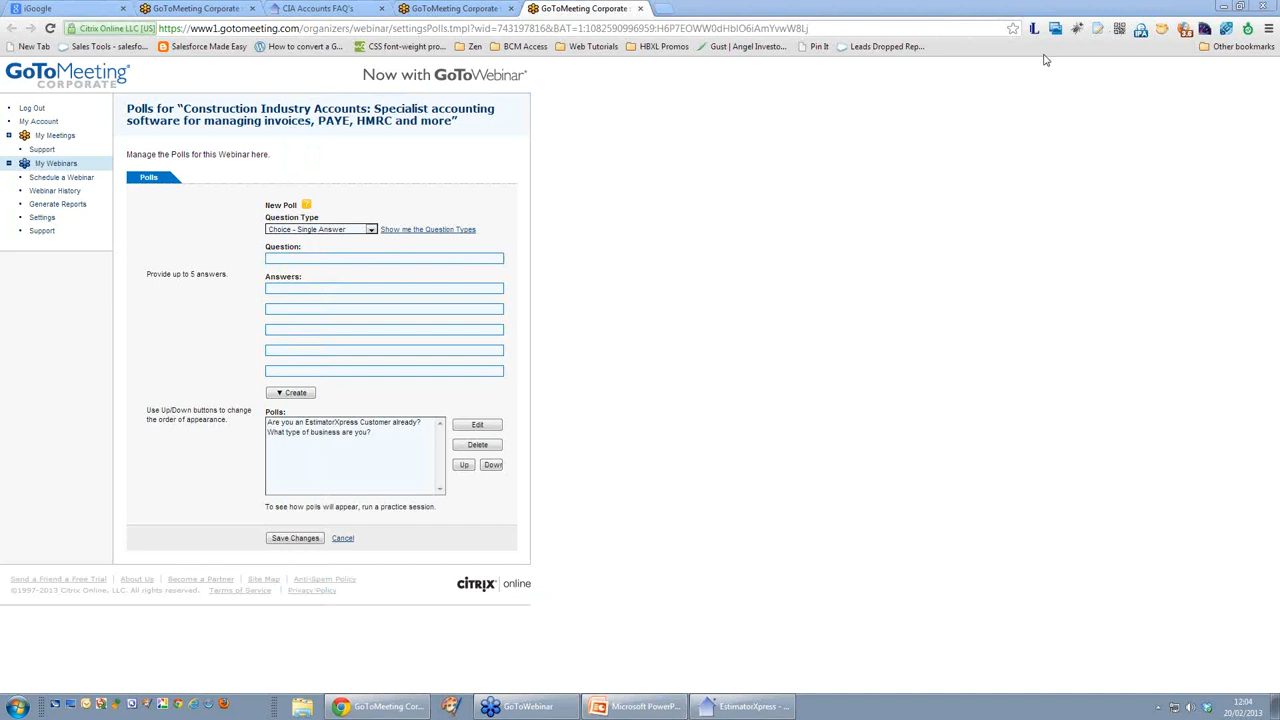 iGoogle
GoToMeeting Corporate
CIA Accounts FAQ's
GoToMeeting Corporate
GoToMeeting Corporate
Citrix Online LLC [US]
https://www1.gotomeeting.com/organizers/webinar/settingsPolls.tmpl?wid=743197816&BAT=1:1082590996959:H6P7EOWW0dHblO6iAmYvwW8Lj
New Tab
Sales Tools - salesfo...
Salesforce Made Easy
How to convert a G...
CSS font-weight pro...
Zen
BCM Access
Web Tutorials
HBXL Promos
Gust | Angel Investo...
Pin It
Leads Dropped Rep...
Other bookmarks
GoToMeeting
CORPORATE
Now with GoToWebinar
Log Out
My Account
My Meetings
Support
My Webinars
Schedule a Webinar
Webinar History
Generate Reports
Settings
Support
Polls for “Construction Industry Accounts: Specialist accounting
software for managing invoices, PAYE, HMRC and more”
Manage the Polls for this Webinar here.
Polls
New Poll
Question Type
Choice - Single Answer
Show me the Question Types
Question:
Provide up to 5 answers.
Answers:
Create
Use Up/Down buttons to change
the order of appearance.
Polls:
Are you an EstimatorXpress Customer already?
What type of business are you?
Edit
Delete
Up
Down
To see how polls will appear, run a practice session.
Save Changes
Cancel
Send a Friend a Free Trial
About Us
Become a Partner
Site Map
Anti-Spam Policy
©1997-2013 Citrix Online, LLC. All rights reserved.
Terms of Service
Privacy Policy
CITRIX online
GoToMeeting Cor...
GoToWebinar
Microsoft PowerP...
EstimatorXpress - ...
12:04
20/02/2013